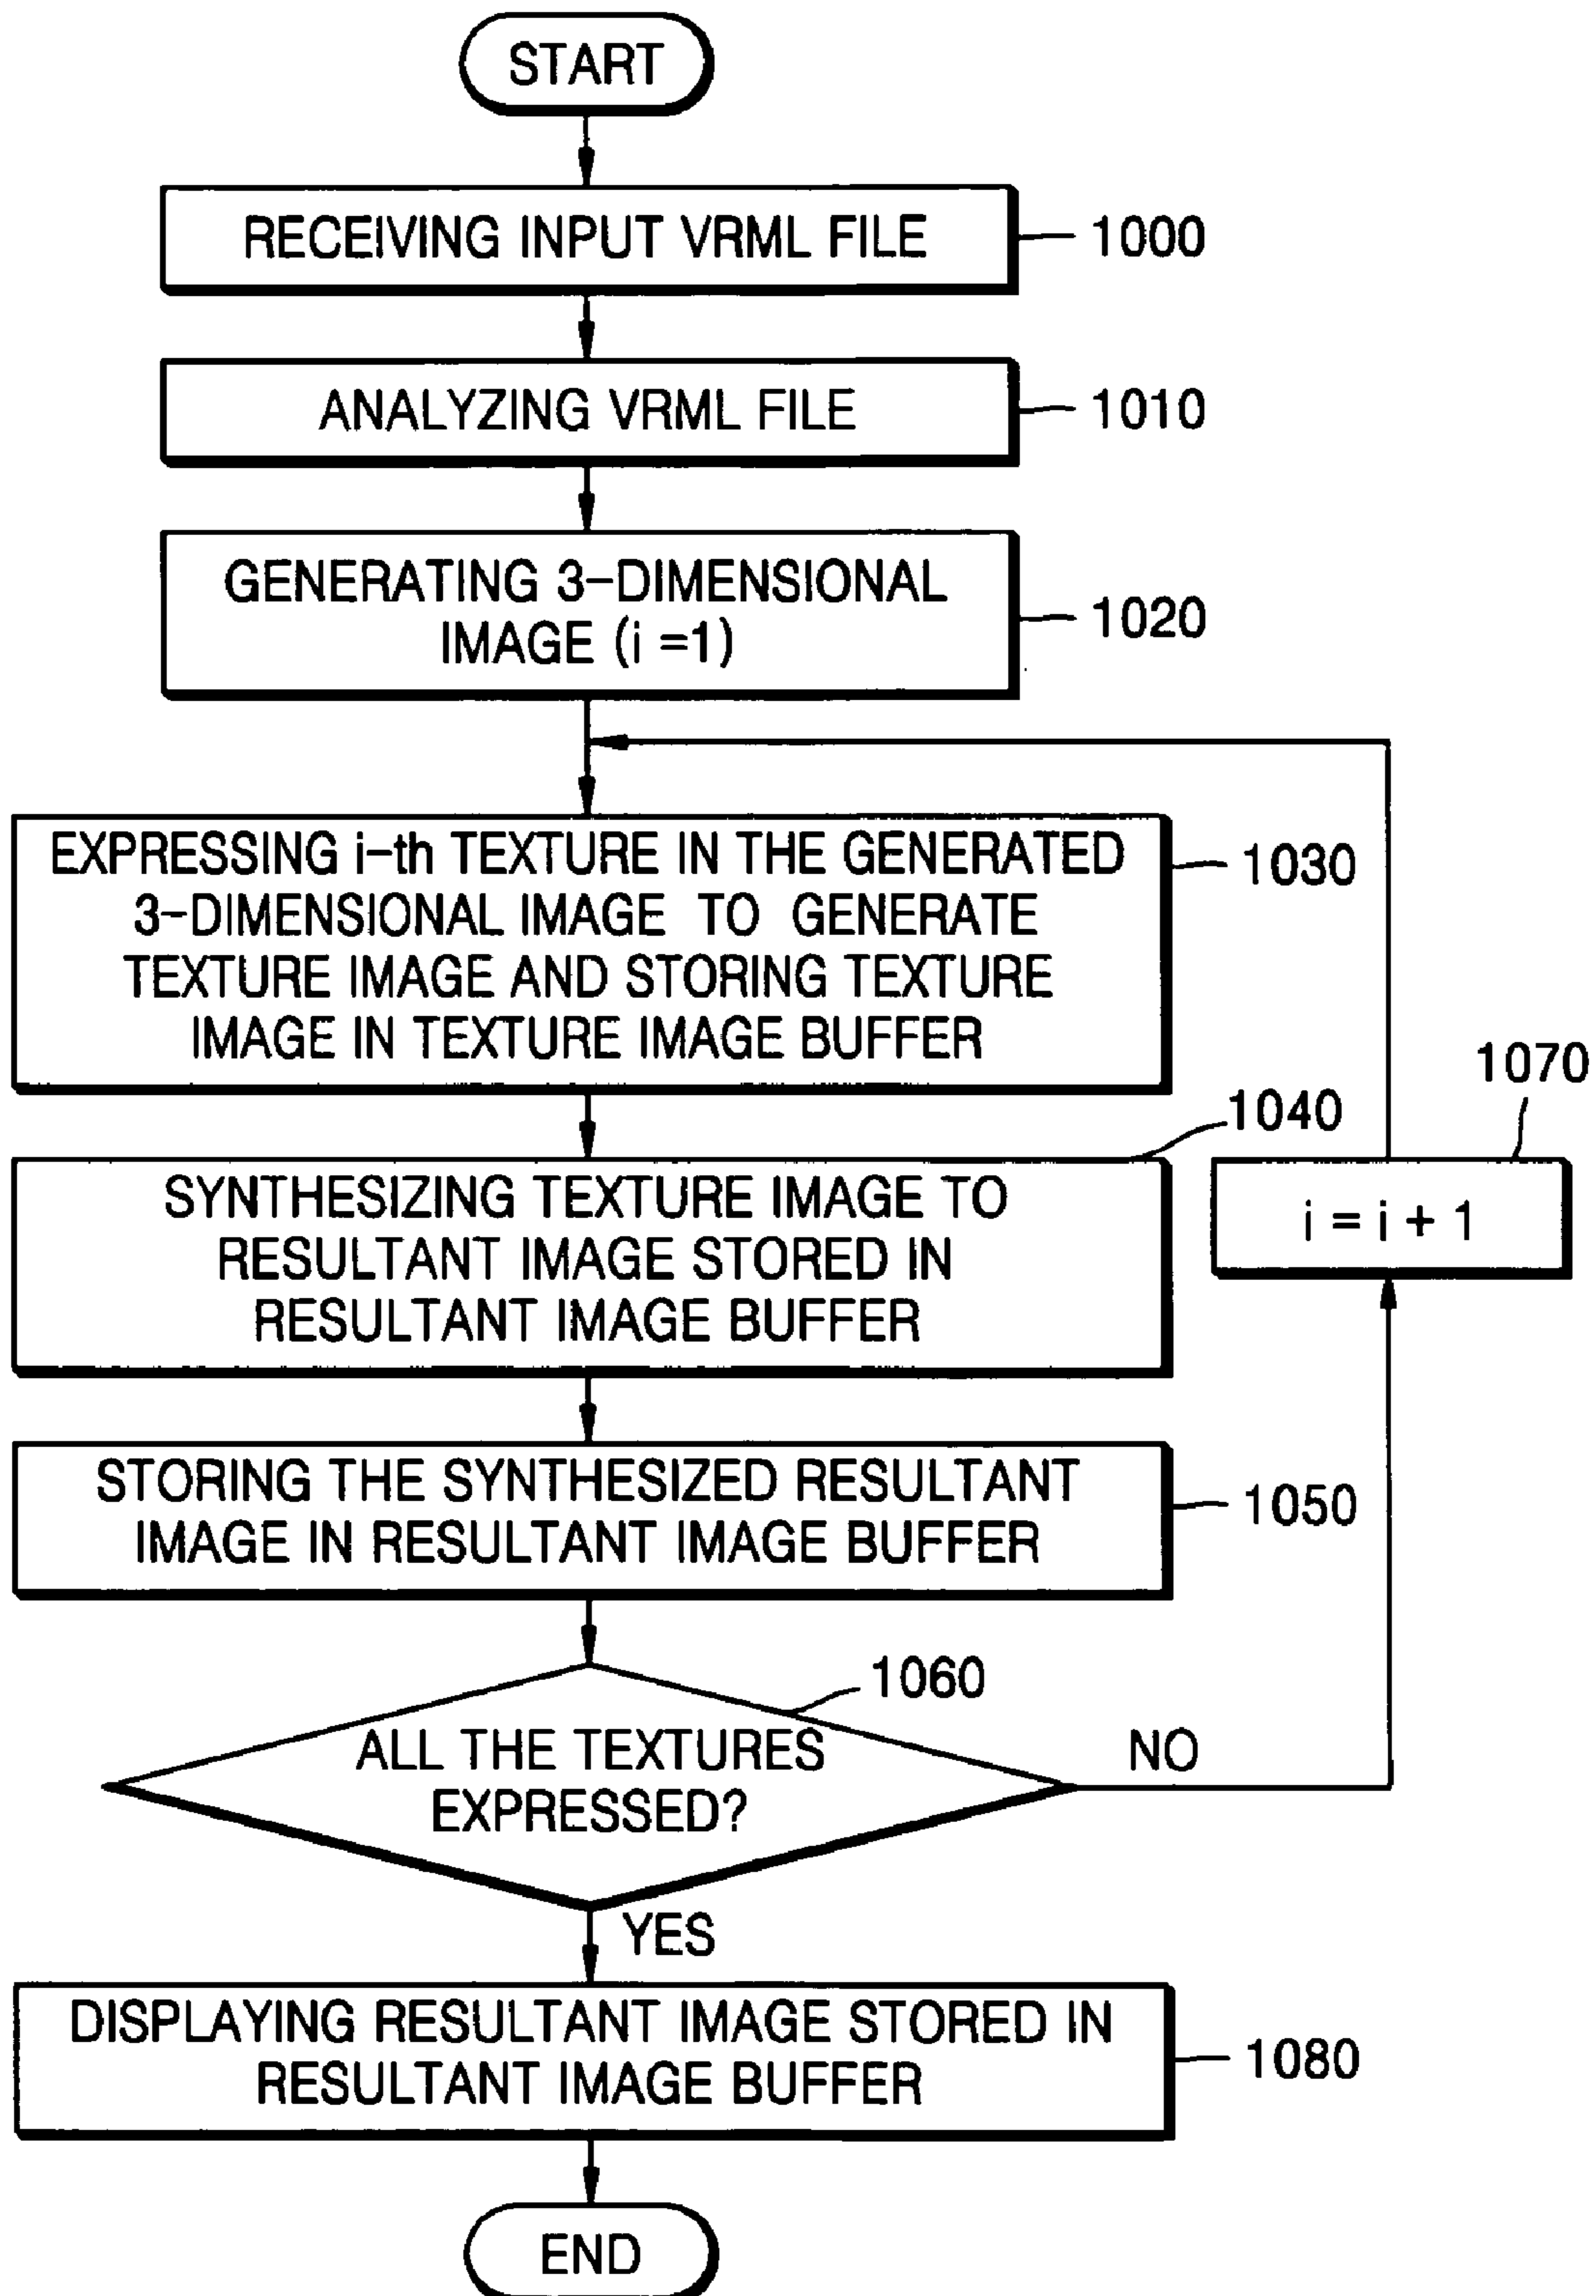 START
RECEIVING INPUT VRML FILE
1000
ANALYZING VRML FILE
1010
GENERATING 3-DIMENSIONAL
IMAGE (i =1)
1020
EXPRESSING i-th TEXTURE IN THE GENERATED
3-DIMENSIONAL IMAGE TO GENERATE
TEXTURE IMAGE AND STORING TEXTURE
IMAGE IN TEXTURE IMAGE BUFFER
1030
1040
SYNTHESIZING TEXTURE IMAGE TO
RESULTANT IMAGE STORED IN
RESULTANT IMAGE BUFFER
1070
i = i + 1
STORING THE SYNTHESIZED RESULTANT
IMAGE IN RESULTANT IMAGE BUFFER
1050
1060
ALL THE TEXTURES
EXPRESSED?
NO
YES
DISPLAYING RESULTANT IMAGE STORED IN
RESULTANT IMAGE BUFFER
1080
END